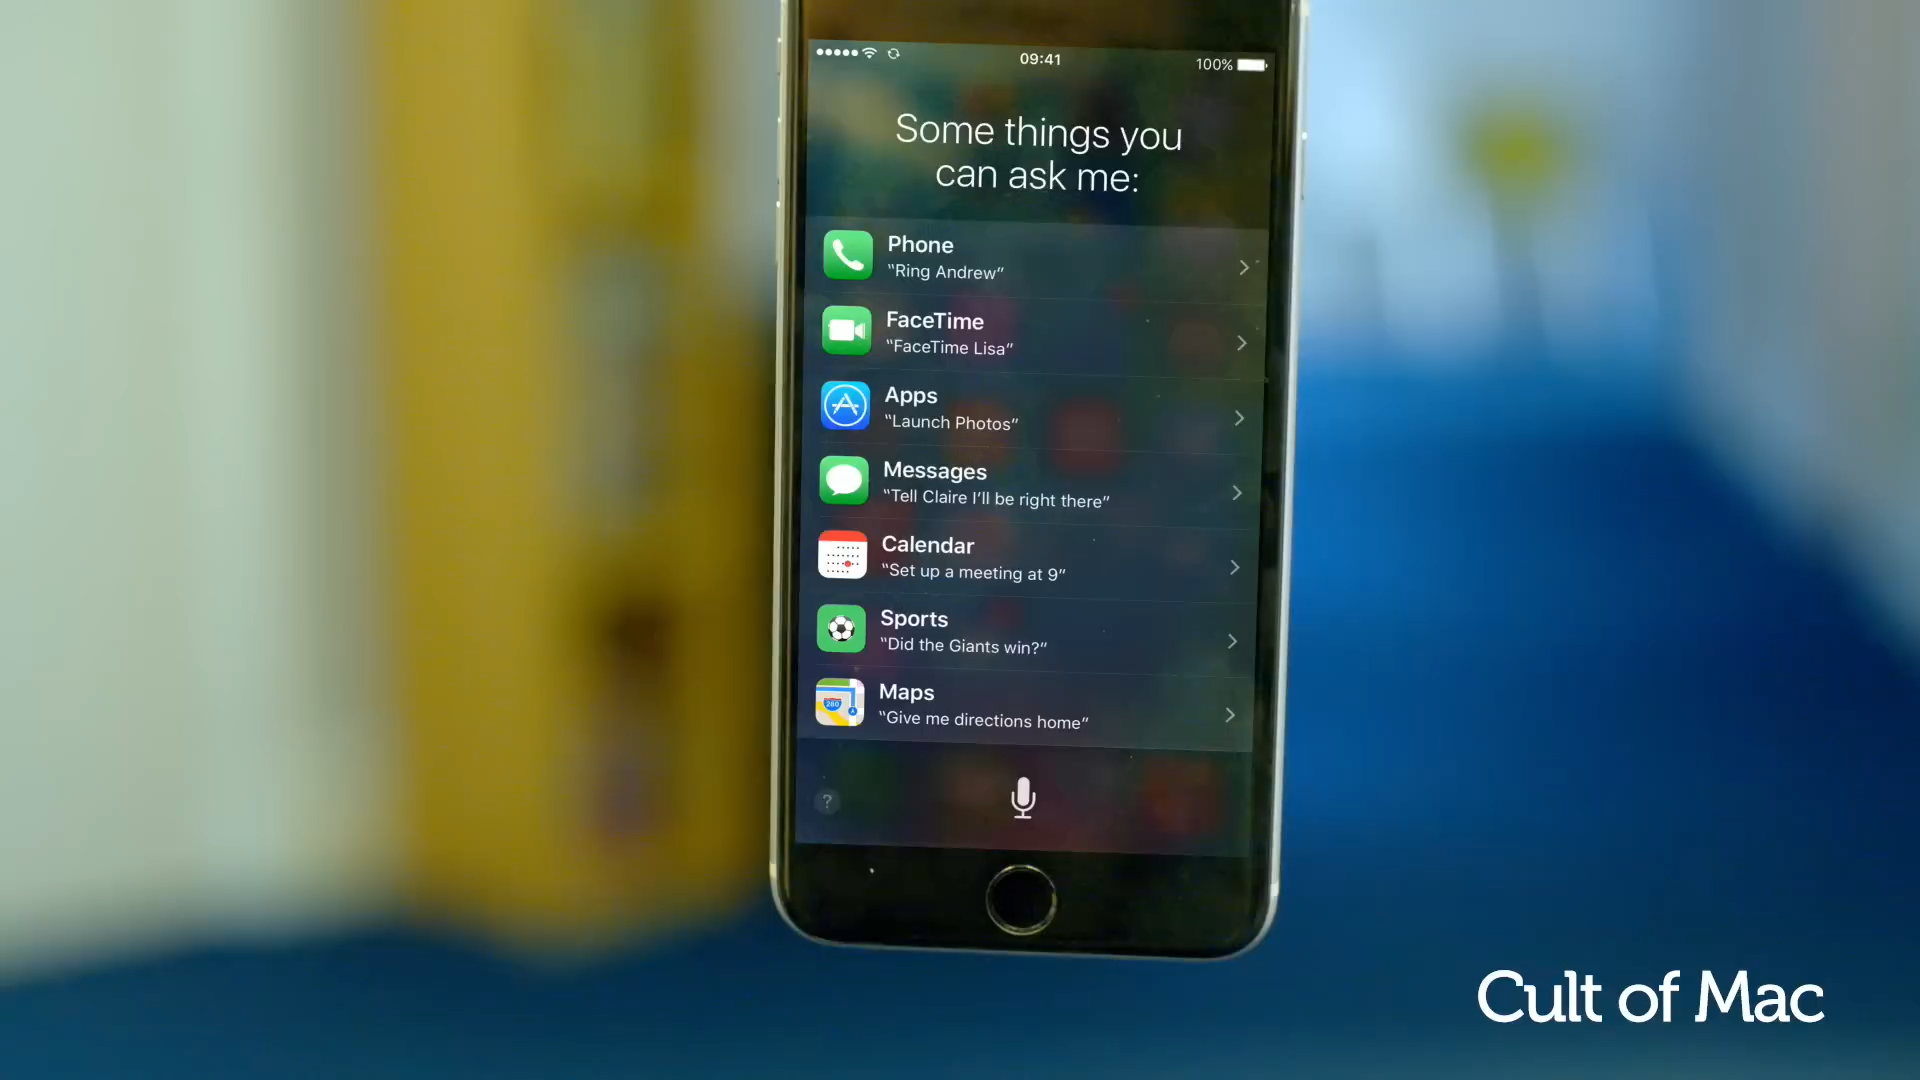 09:41
100%
Some things you
can ask me:
Phone
“Ring Andrew”
FaceTime
“FaceTime Lisa”
Apps
“Launch Photos”
Messages
“Tell Claire I’ll be right there”
Calendar
“Set up a meeting at 9”
Sports
“Did the Giants win?”
Maps
280
“Give me directions home”
?
Cult of Mac